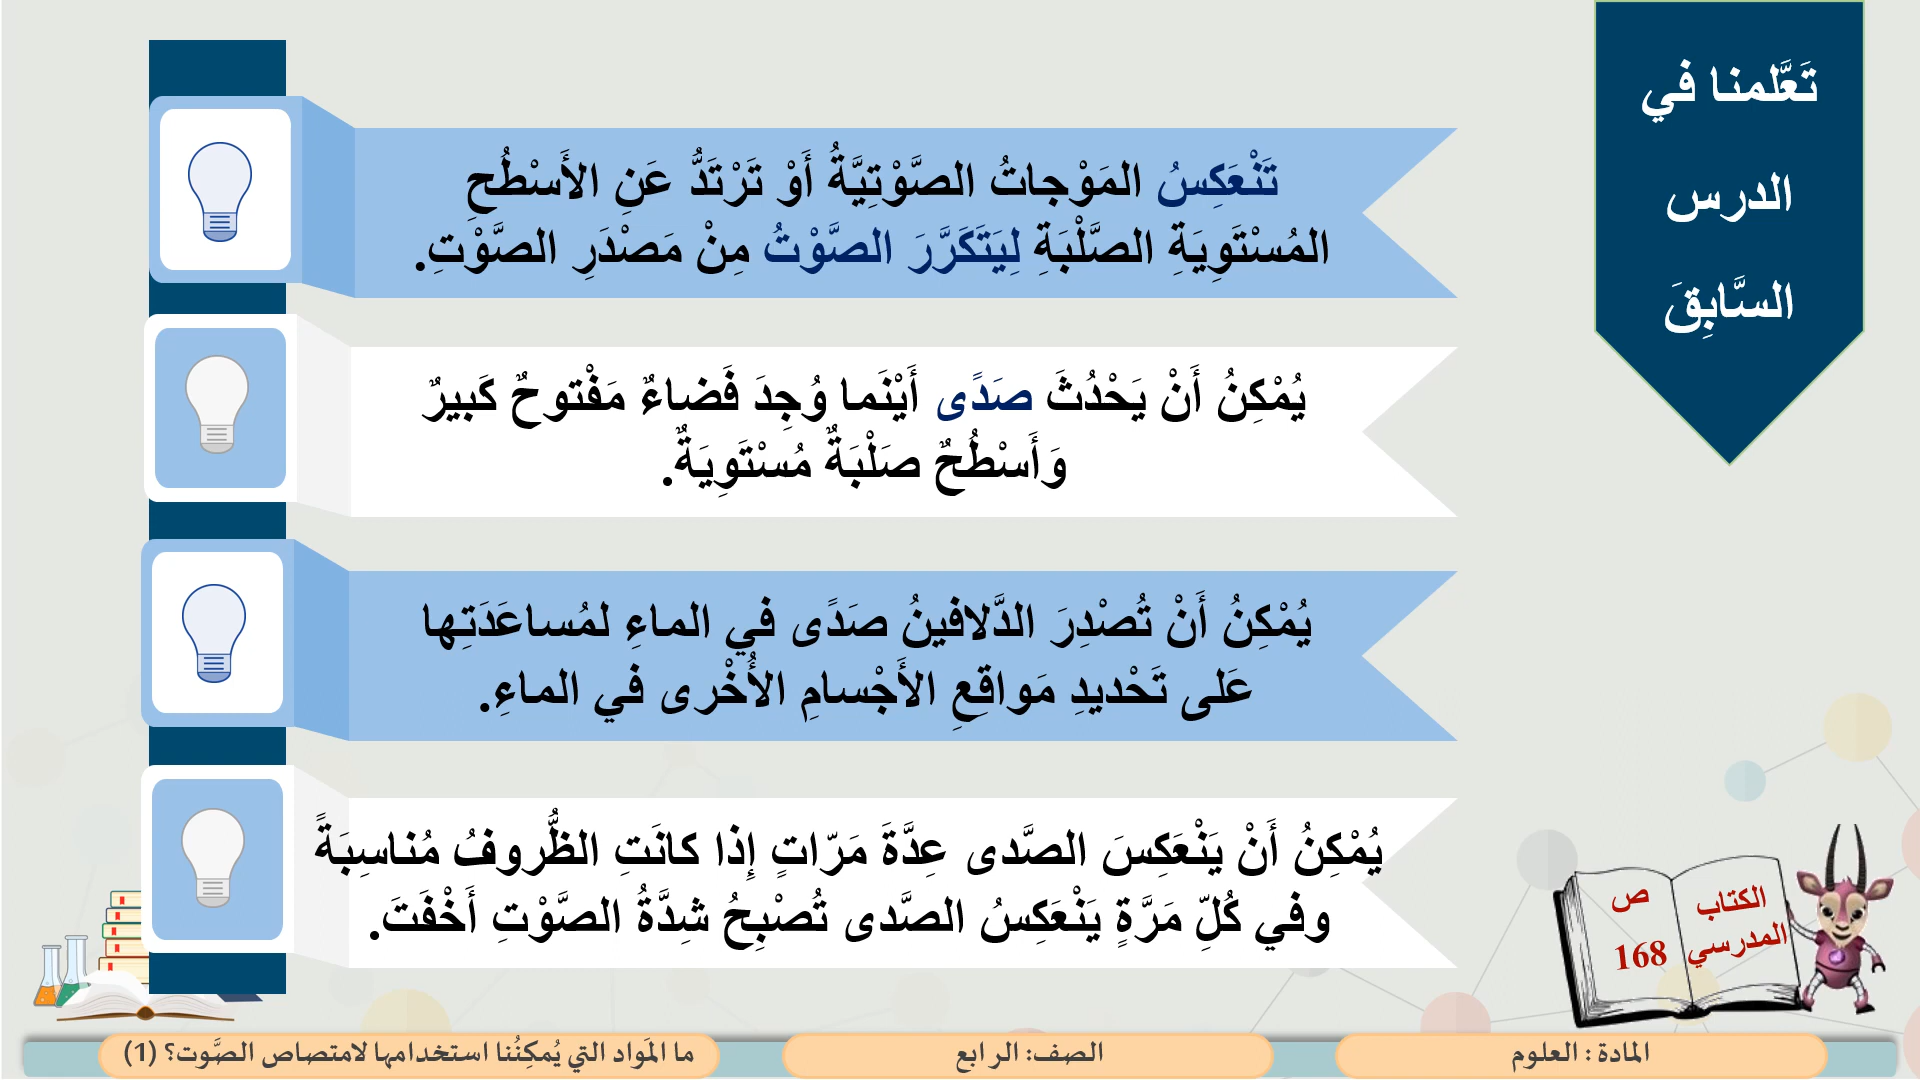 تَعَّلمنا في
الدرس
السَّابِقَ
تَنْعَكِسُ المَوْجاتُ الصَّوْتِيَّةُ أَوْ تَرْتَدُّ عَنِ الأَسْطُحِ
المُسْتَوِيَةِ الصَّلْبَةِ لِيَتَكَرَّرَ الصَّوْتُ مِنْ مَصْدَرِ الصَّوْتِ.
يُمْكِنُ أَنْ يَحْدُثَ صَدًى أَيْنَما وُجِدَ فَضاءٌ مَفْتوحٌ كَبيرٌ
وَأَسْطُحٌ صَلْبَةٌ مُسْتَوِيَةٌ.
يُمْكِنُ أَنْ تُصْدِرَ الدَّلافينُ صَدًى في الماءِ لمُساعَدَتِها
عَلى تَحْديدِ مَواقِعِ الأَجْسامِ الأُخْرى في الماءِ.
يُمْكِنُ أَنْ يَنْعَكِسَ الصَّدى عِدَّةَ مَرّاتٍ إِذا كانَتِ الظُّروفُ مُناسِبَةً
وفي كُلِّ مَرَّةٍ يَنْعَكِسُ الصَّدى تُصْبِحُ شِدَّةُ الصَّوْتِ أَخْفَتَ.
الكتاب
المدرسي
ص
168
المادة : العلوم
الصف: الرابع
ما المَواد التي يُمكِنُنا استخدامها لامتصاص الصَّوت؟ (1)